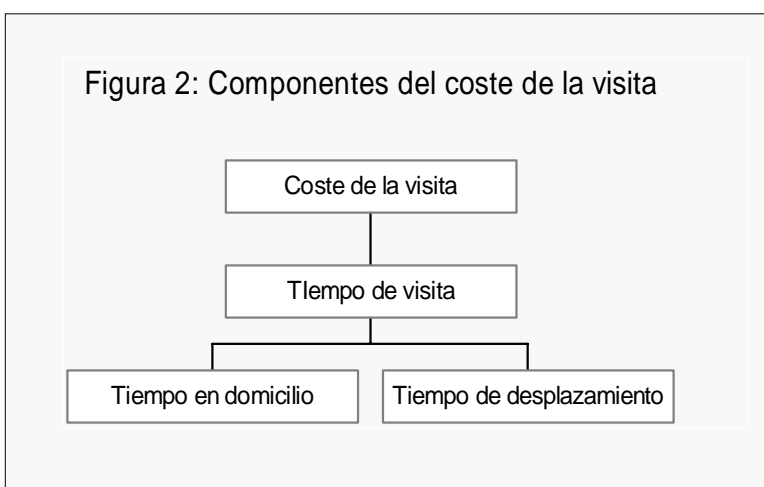 Figura 2: Componentes del coste de la visita
Coste de la visita
TIempo de visita
Tiempo en domicilio
Tiempo de desplazamiento